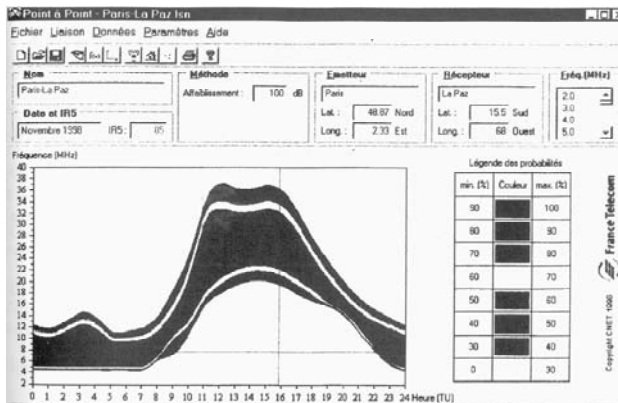 Point à Point - Paris-La Paz lsn
Fichier Liaison Données Paramètres Aide
Nom
Paris-La Paz
Date et IR5
Novembre 1998 IR5 : 85
Méthode
Affaiblissement : 100 dB
Emetteur
Paris
Lat. : 48.87 Nord
Long. : 2.33 Est
Récepteur
La Paz
Lat. : 15.5 Sud
Long. : 68 Ouest
Fréq.(MHz)
2.0
3.0
4.0
5.0
Fréquence (MHz)
40
38
36
34
32
30
28
26
24
22
20
18
16
14
12
10
8
6
4
2
0 1 2 3 4 5 6 7 8 9 10 11 12 13 14 15 16 17 18 19 20 21 22 23 24 Heure (TU)
Légende des probabilités
min. (%) Couleur max. (%)
90 100
80 90
70 80
60 70
50 60
40 50
30 40
0 30
France Telecom
Copyright CNET 1996